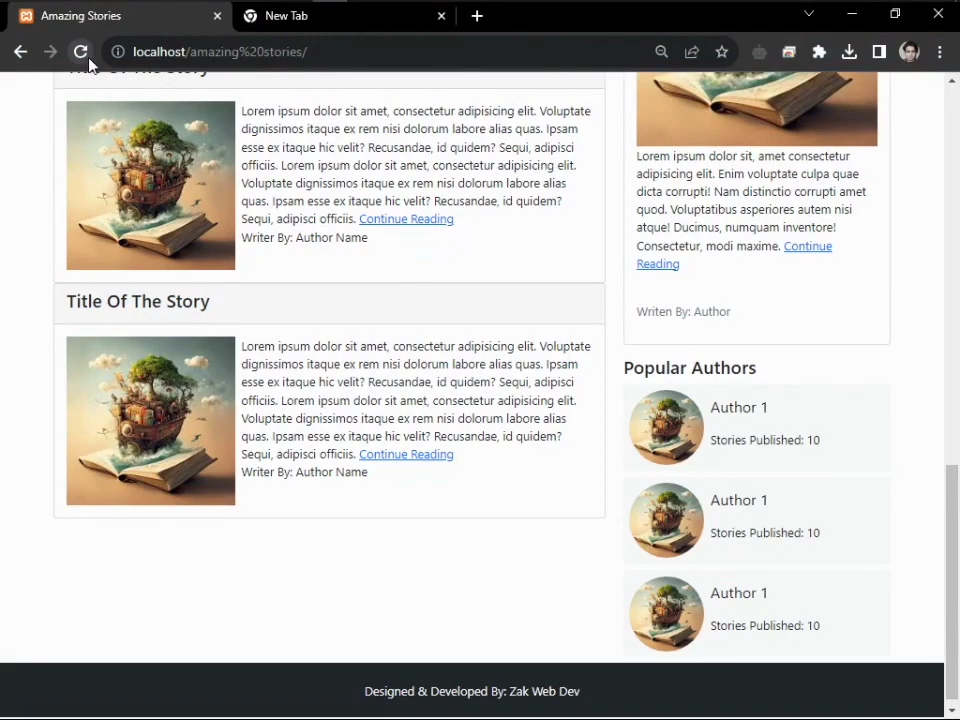 Amazing Stories
New Tab
localhost/amazing%20stories/
Title Of The Story
Lorem ipsum dolor sit amet, consectetur adipisicing elit. Voluptate
dignissimos itaque ex rem nisi dolorum labore alias quas. Ipsam
esse ex itaque hic velit? Recusandae, id quidem? Sequi, adipisci
officiis. Lorem ipsum dolor sit amet, consectetur adipisicing elit.
Voluptate dignissimos itaque ex rem nisi dolorum labore alias
quas. Ipsam esse ex itaque hic velit? Recusandae, id quidem?
Sequi, adipisci officiis. Continue Reading
Writer By: Author Name
Title Of The Story
Lorem ipsum dolor sit amet, consectetur adipisicing elit. Voluptate
dignissimos itaque ex rem nisi dolorum labore alias quas. Ipsam
esse ex itaque hic velit? Recusandae, id quidem? Sequi, adipisci
officiis. Lorem ipsum dolor sit amet, consectetur adipisicing elit.
Voluptate dignissimos itaque ex rem nisi dolorum labore alias
quas. Ipsam esse ex itaque hic velit? Recusandae, id quidem?
Sequi, adipisci officiis. Continue Reading
Writer By: Author Name
Lorem ipsum dolor sit, amet consectetur
adipisicing elit. Enim voluptate culpa quae
dicta corrupti! Nam distinctio corrupti amet
quod. Voluptatibus asperiores autem nisi
atque! Ducimus, numquam inventore!
Consectetur, modi maxime. Continue
Reading
Writen By: Author
Popular Authors
Author 1
Stories Published: 10
Author 1
Stories Published: 10
Author 1
Stories Published: 10
Designed & Developed By: Zak Web Dev